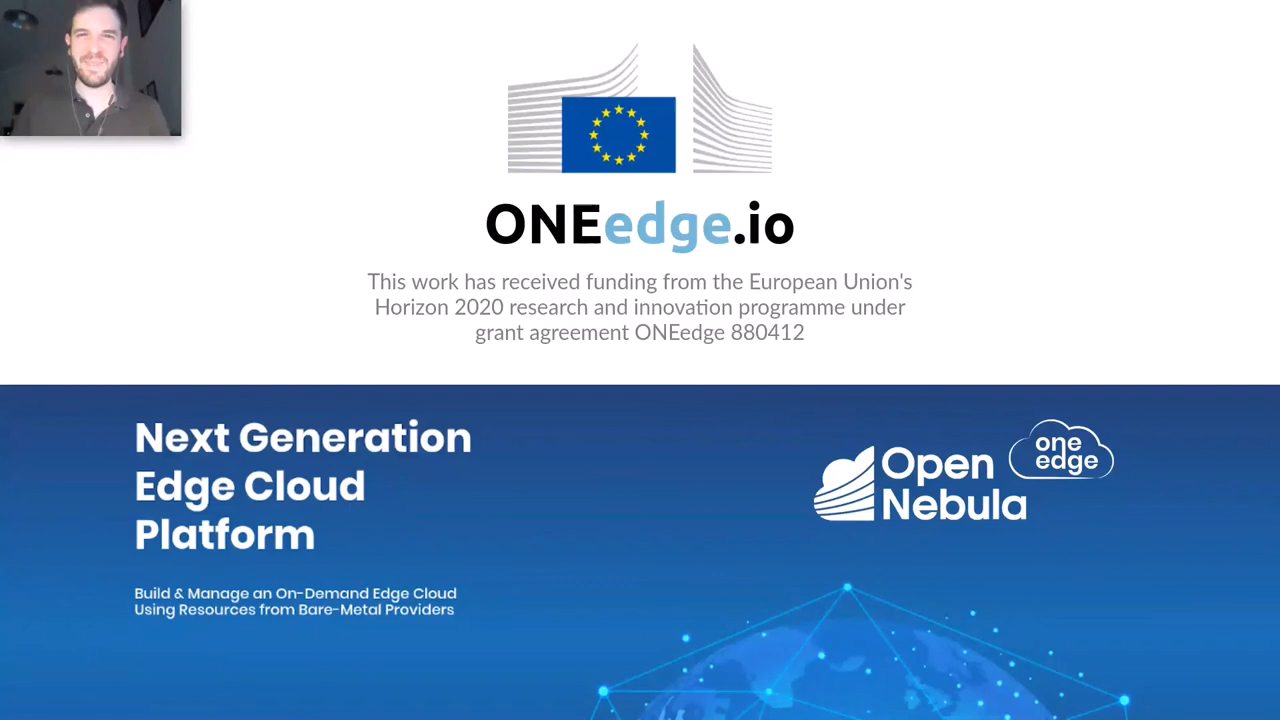 ONEedge.io
This work has received funding from the European Union's
Horizon 2020 research and innovation programme under
grant agreement ONEedge 880412
Next Generation
Edge Cloud
Platform
Build & Manage an On-Demand Edge Cloud
Using Resources from Bare-Metal Providers
Open
Nebula
one
edge